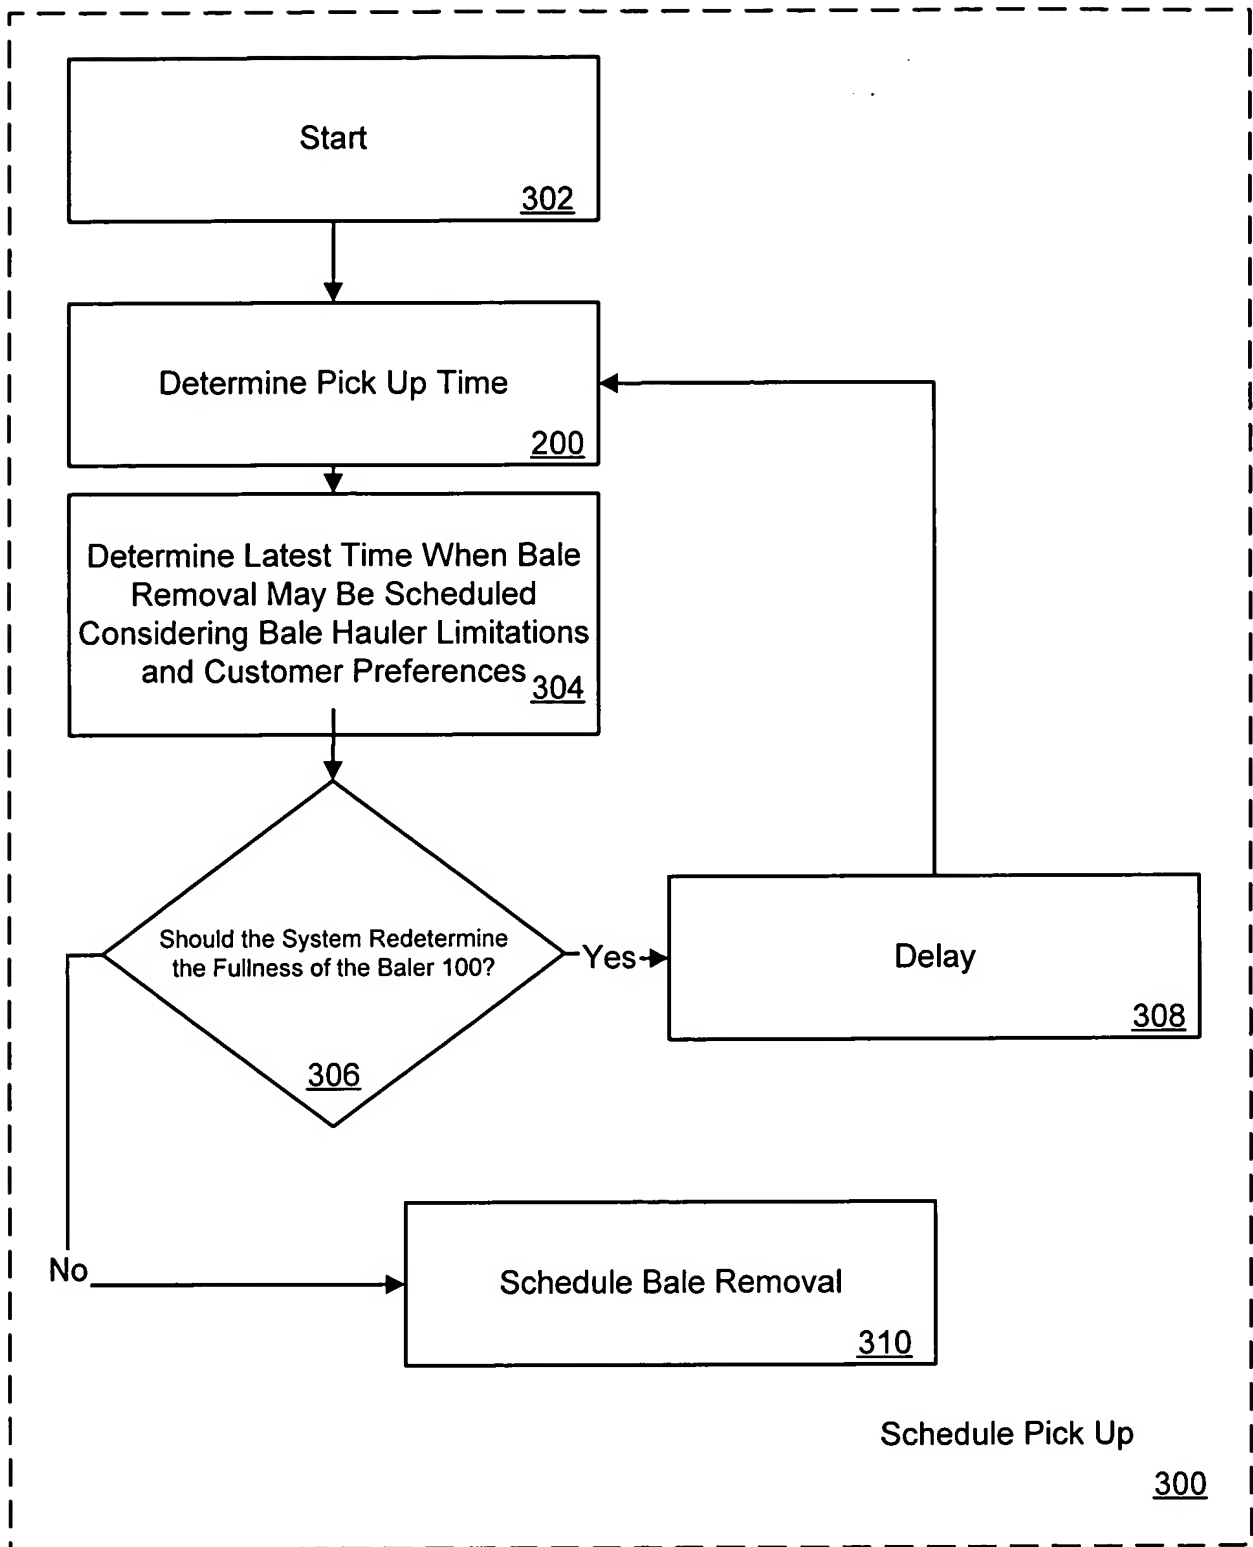 Start
302
Determine Pick Up Time
200
Determine Latest Time When Bale
Removal May Be Scheduled
Considering Bale Hauler Limitations
and Customer Preferences
304
Should the System Redetermine
the Fullness of the Baler 100?
306
Yes
Delay
308
No
Schedule Bale Removal
310
Schedule Pick Up
300